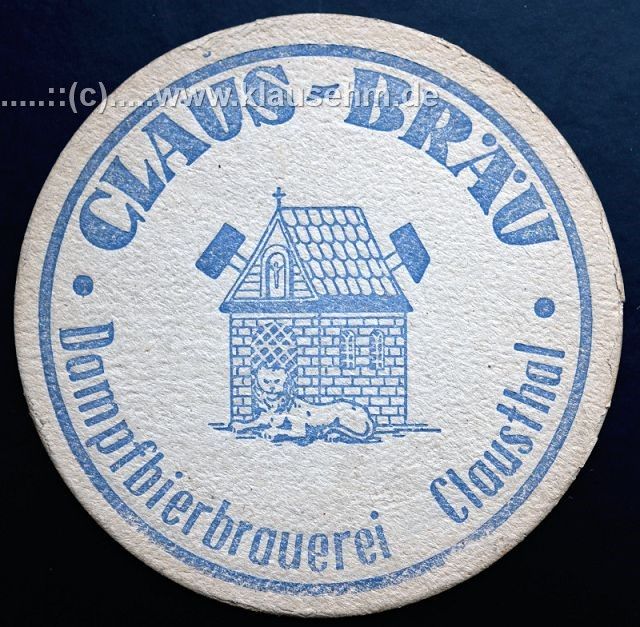 .....::(c).....www.klausehm.de
CLAUS-BRÄU
• Dampfbierbrauerei Clausthal •